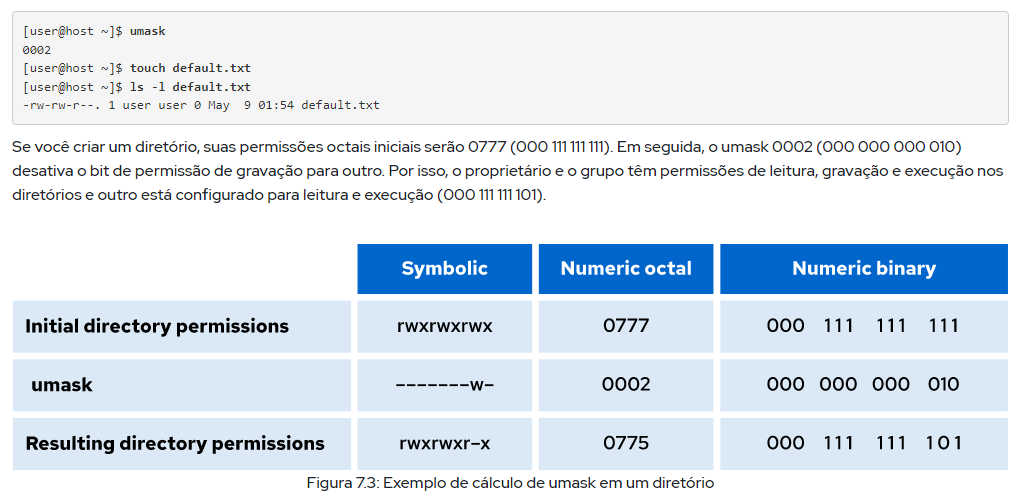 [user@host ~]$ umask
0002
[user@host ~]$ touch default.txt
[user@host ~]$ ls -l default.txt
-rw-rw-r--. 1 user user 0 May  9 01:54 default.txt
Se você criar um diretório, suas permissões octais iniciais serão 0777 (000 111 111 111). Em seguida, o umask 0002 (000 000 000 010)
desativa o bit de permissão de gravação para outro. Por isso, o proprietário e o grupo têm permissões de leitura, gravação e execução nos
diretórios e outro está configurado para leitura e execução (000 111 111 101).
Symbolic Numeric octal Numeric binary
Initial directory permissions rwxrwxrwx 0777 000 111 111 111
umask -------w- 0002 000 000 000 010
Resulting directory permissions rwxrwxr-x 0775 000 111 111 101
Figura 7.3: Exemplo de cálculo de umask em um diretório